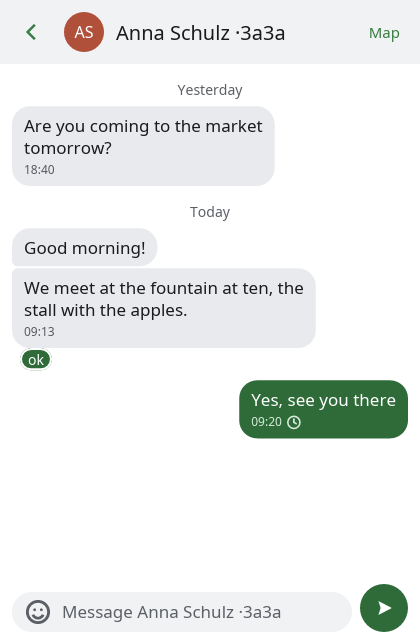 AS
Anna Schulz ·3a3a
Map
Yesterday
Are you coming to the market
tomorrow?
18:40
Today
Good morning!
We meet at the fountain at ten, the
stall with the apples.
09:13
ok
Yes, see you there
09:20
Message Anna Schulz ·3a3a